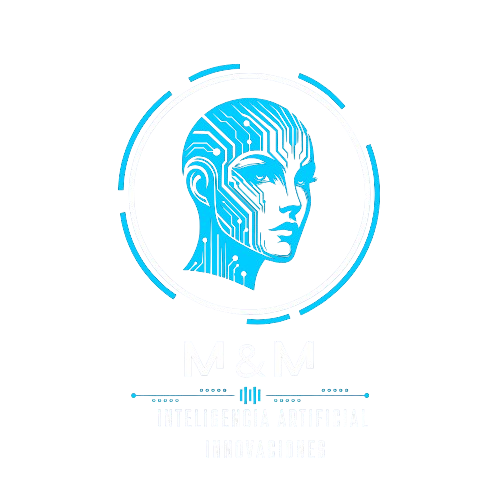 M & M
INTELIGENCIA ARTIFICIAL
INNOVACIONES